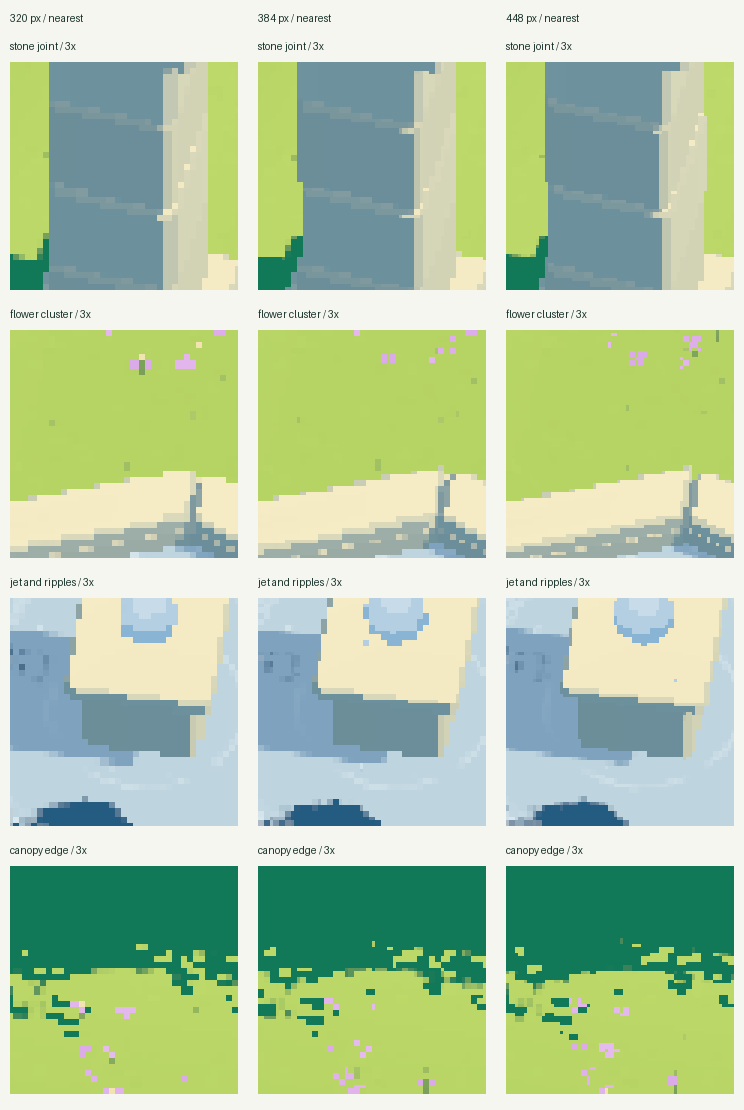 320 px / nearest 384 px / nearest 448 px / nearest
stone joint / 3x stone joint / 3x stone joint / 3x
flower cluster / 3x flower cluster / 3x flower cluster / 3x
jet and ripples / 3x jet and ripples / 3x jet and ripples / 3x
canopy edge / 3x canopy edge / 3x canopy edge / 3x